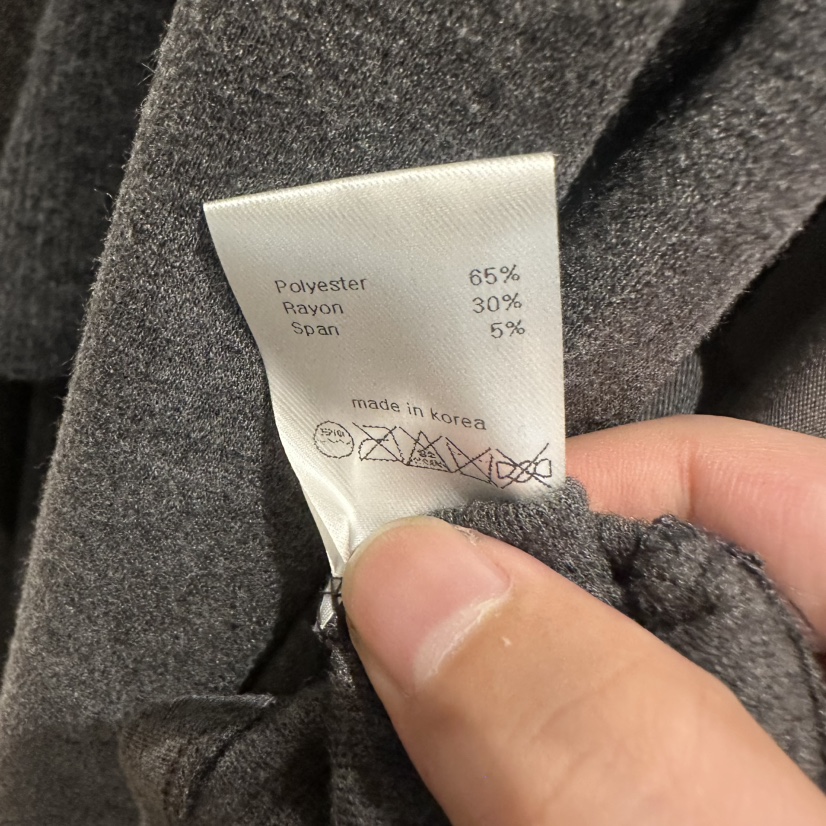 Polyester 65%
Rayon 30%
Span 5%
made in korea